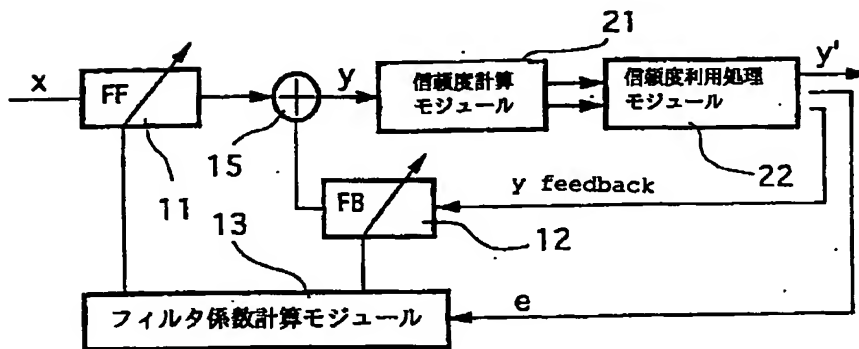 21
x
FF
15
y
信頼度計算
モジュール
信頼度利用処理
モジュール
y'
22
11
13
FB
y feedback
12
フィルタ係数計算モジュール
e